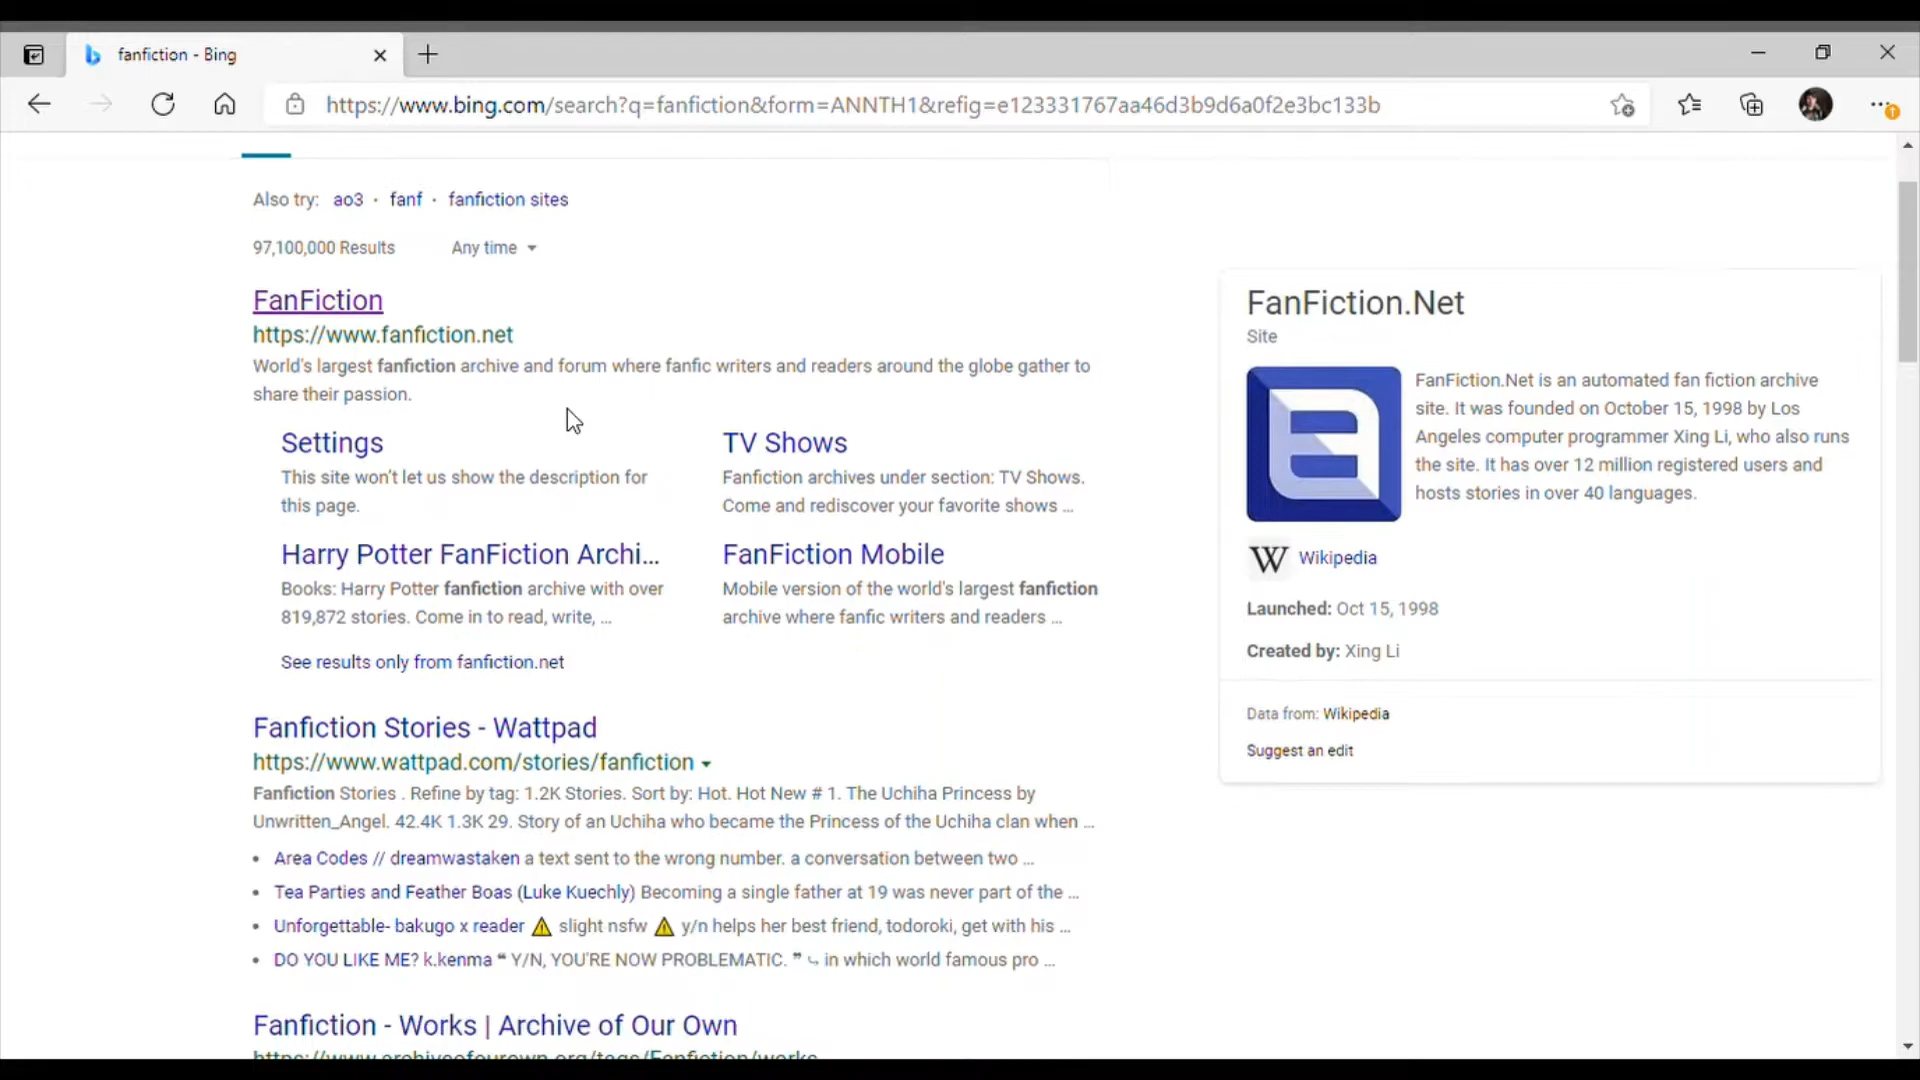 fanfiction - Bing
https://www.bing.com/search?q=fanfiction&form=ANNTH1&refig=e123331767aa46d3b9d6a0f2e3bc133b
Also try: ao3 · fanf · fanfiction sites
97,100,000 Results Any time
FanFiction
https://www.fanfiction.net
World's largest fanfiction archive and forum where fanfic writers and readers around the globe gather to
share their passion.
Settings
This site won't let us show the description for
this page.
TV Shows
Fanfiction archives under section: TV Shows.
Come and rediscover your favorite shows ...
Harry Potter FanFiction Archi...
Books: Harry Potter fanfiction archive with over
819,872 stories. Come in to read, write, ...
FanFiction Mobile
Mobile version of the world's largest fanfiction
archive where fanfic writers and readers ...
See results only from fanfiction.net
Fanfiction Stories - Wattpad
https://www.wattpad.com/stories/fanfiction
Fanfiction Stories . Refine by tag: 1.2K Stories. Sort by: Hot. Hot New # 1. The Uchiha Princess by
Unwritten_Angel. 42.4K 1.3K 29. Story of an Uchiha who became the Princess of the Uchiha clan when ...
• Area Codes // dreamwastaken a text sent to the wrong number. a conversation between two ...
• Tea Parties and Feather Boas (Luke Kuechly) Becoming a single father at 19 was never part of the ...
• Unforgettable- bakugo x reader ⚠ slight nsfw ⚠ y/n helps her best friend, todoroki, get with his ...
• DO YOU LIKE ME? k.kenma ❝ Y/N, YOU'RE NOW PROBLEMATIC. ❞ ⤷ in which world famous pro ...
Fanfiction - Works | Archive of Our Own
https://www.archiveofourown.org/tags/Fanfiction/works
FanFiction.Net
Site
FanFiction.Net is an automated fan fiction archive
site. It was founded on October 15, 1998 by Los
Angeles computer programmer Xing Li, who also runs
the site. It has over 12 million registered users and
hosts stories in over 40 languages.
W Wikipedia
Launched: Oct 15, 1998
Created by: Xing Li
Data from: Wikipedia
Suggest an edit